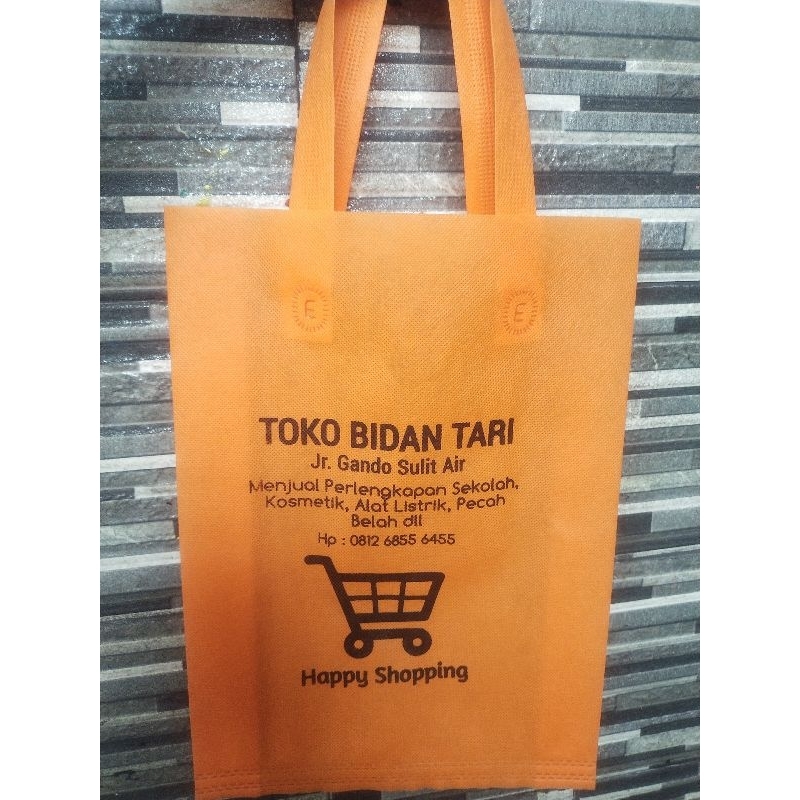 E E
TOKO BIDAN TARI
Jr. Gando Sulit Air
Menjual Perlengkapan Sekolah,
Kosmetik, Alat Listrik, Pecah
Belah dll
Hp : 0812 6855 6455
Happy Shopping